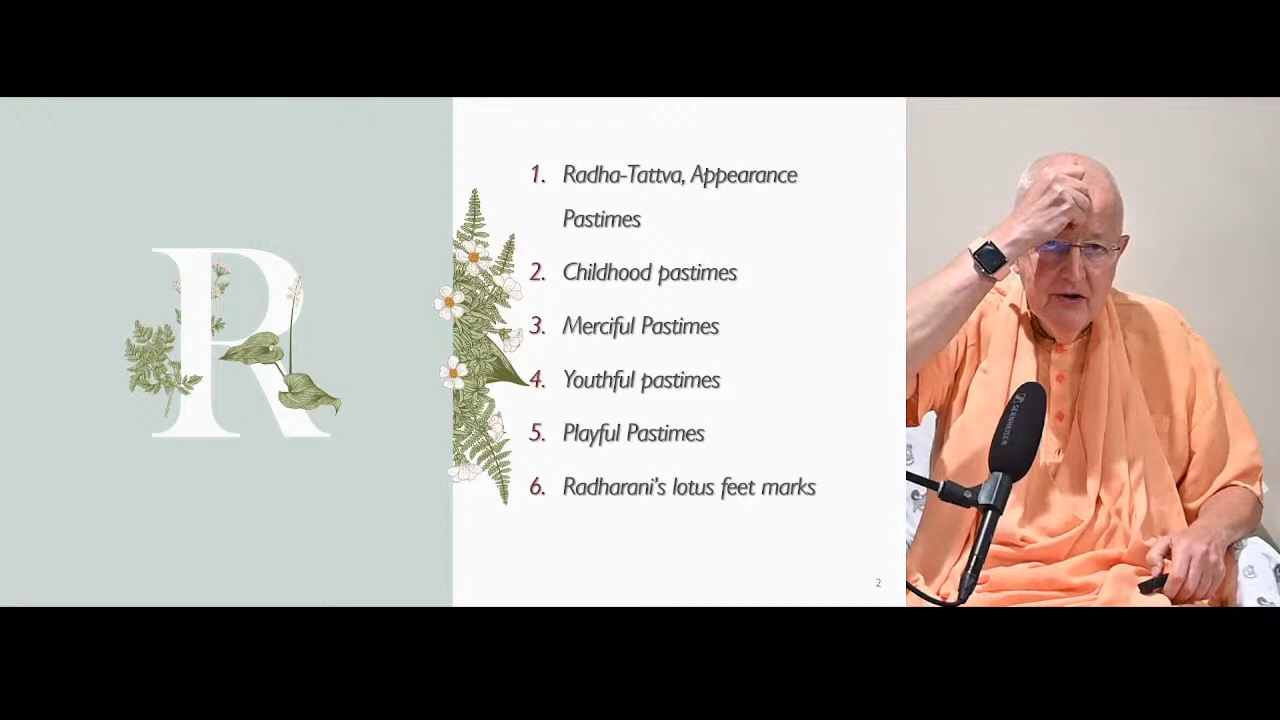 R
1. Radha-Tattva, Appearance
Pastimes
2. Childhood pastimes
3. Merciful Pastimes
4. Youthful pastimes
5. Playful Pastimes
6. Radharani's lotus feet marks
2
SENNHEISER